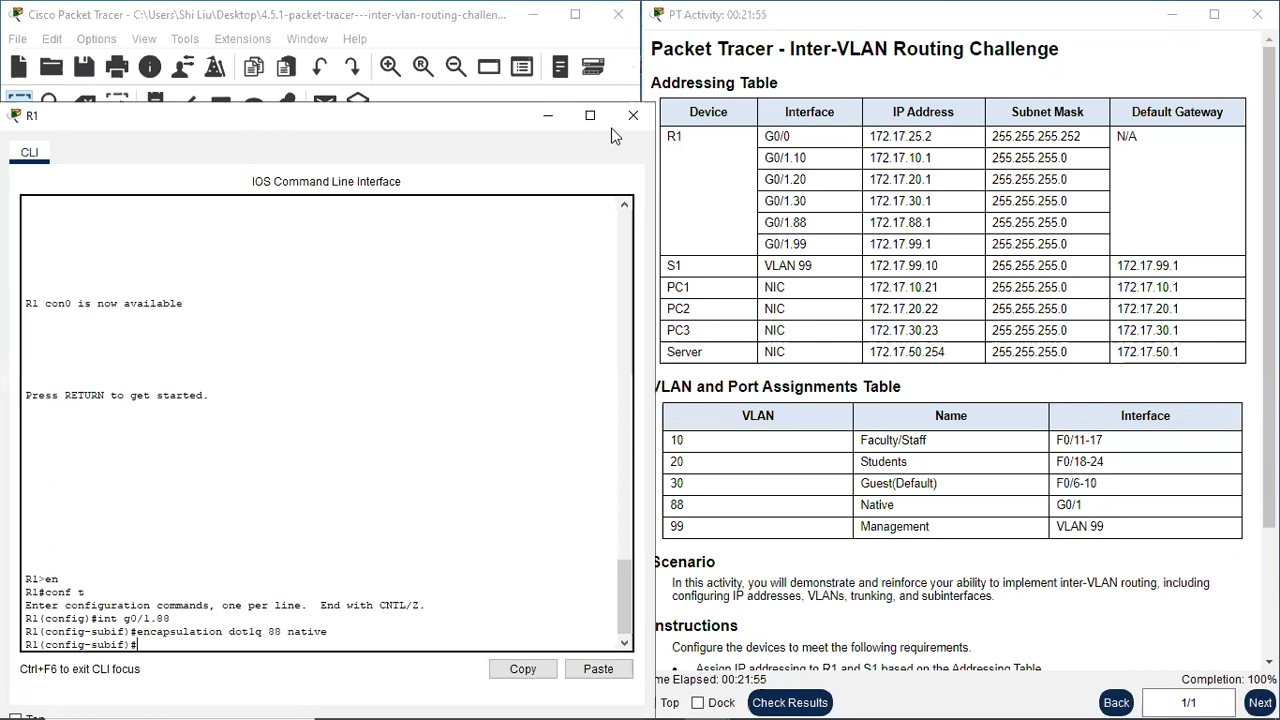 Cisco Packet Tracer - C:\Users\Shi Liu\Desktop\4.5.1-packet-tracer---inter-vlan-routing-challen...
File Edit Options View Tools Extensions Window Help
R1
CLI
IOS Command Line Interface
R1 con0 is now available
Press RETURN to get started.
R1>en
R1#conf t
Enter configuration commands, one per line. End with CNTL/Z.
R1(config)#int g0/1.88
R1(config-subif)#encapsulation dot1q 88 native
R1(config-subif)#
Ctrl+F6 to exit CLI focus
Copy
Paste
Top
PT Activity: 00:21:55
Packet Tracer - Inter-VLAN Routing Challenge
Addressing Table
Device Interface IP Address Subnet Mask Default Gateway
R1 G0/0 172.17.25.2 255.255.255.252 N/A
G0/1.10 172.17.10.1 255.255.255.0
G0/1.20 172.17.20.1 255.255.255.0
G0/1.30 172.17.30.1 255.255.255.0
G0/1.88 172.17.88.1 255.255.255.0
G0/1.99 172.17.99.1 255.255.255.0
S1 VLAN 99 172.17.99.10 255.255.255.0 172.17.99.1
PC1 NIC 172.17.10.21 255.255.255.0 172.17.10.1
PC2 NIC 172.17.20.22 255.255.255.0 172.17.20.1
PC3 NIC 172.17.30.23 255.255.255.0 172.17.30.1
Server NIC 172.17.50.254 255.255.255.0 172.17.50.1
VLAN and Port Assignments Table
VLAN Name Interface
10 Faculty/Staff F0/11-17
20 Students F0/18-24
30 Guest(Default) F0/6-10
88 Native G0/1
99 Management VLAN 99
Scenario
In this activity, you will demonstrate and reinforce your ability to implement inter-VLAN routing, including
configuring IP addresses, VLANs, trunking, and subinterfaces.
nstructions
Configure the devices to meet the following requirements.
• Assign IP addressing to R1 and S1 based on the Addressing Table
me Elapsed: 00:21:55 Completion: 100%
Top Dock Check Results Back 1/1 Next